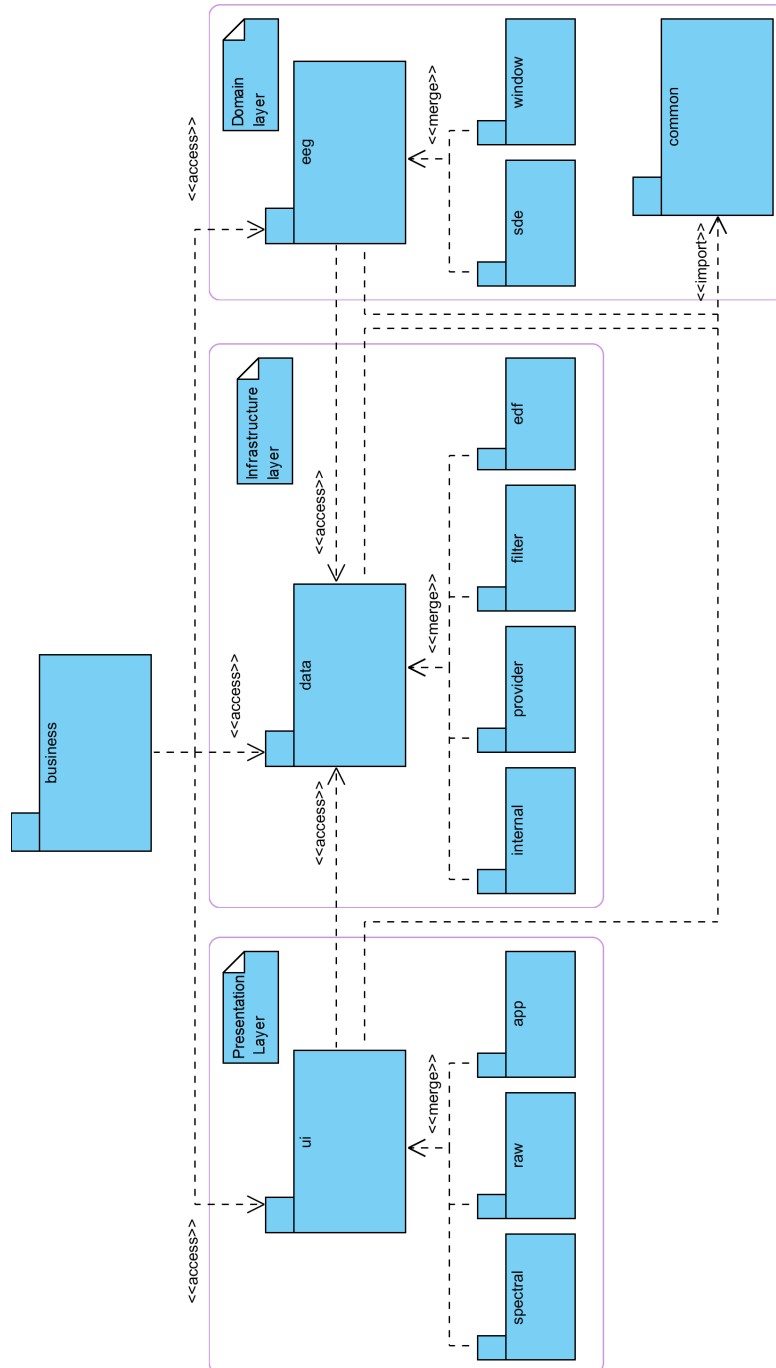 business
<<access>>
<<access>>
<<access>>
Presentation
Layer
ui
<<access>>
<<merge>>
spectral
raw
app
Infrastructure
layer
data
<<access>>
<<merge>>
internal
provider
filter
edf
Domain
layer
eeg
<<merge>>
sde
window
<<import>>
common